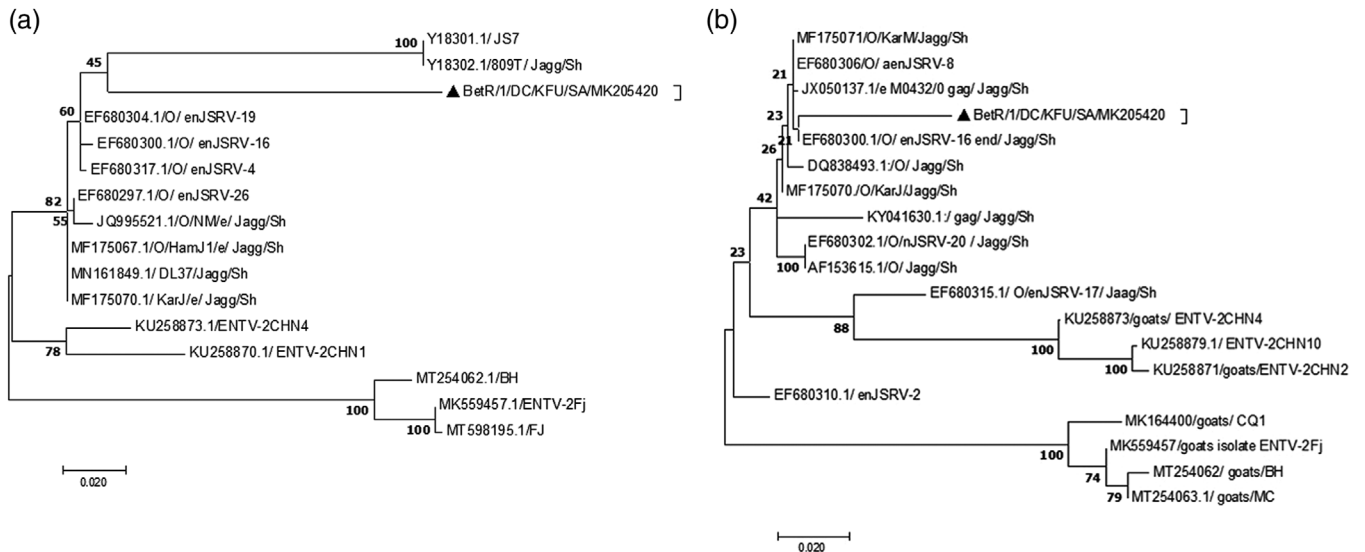 (a)
100
Y18301.1/ JS7
45
Y18302.1/809T/ Jagg/Sh
BetR/1/DC/KFU/SA/MK205420
60
EF680304.1/O/ enJSRV-19
EF680300.1/O/ enJSRV-16
EF680317.1/O/ enJSRV-4
82
EF680297.1/O/ enJSRV-26
55
JQ995521.1/O/NM/e/ Jagg/Sh
MF175067.1/O/HamJ1/e/ Jagg/Sh
MN161849.1/ DL37/Jagg/Sh
MF175070.1/ KarJ/e/ Jagg/Sh
KU258873.1/ENTV-2CHN4
78
KU258870.1/ ENTV-2CHN1
MT254062.1/BH
100
MK559457.1/ENTV-2Fj
100
MT598195.1/FJ
0.020
(b)
MF175071/O/KarM/Jagg/Sh
EF680306/O/ aenJSRV-8
21
JX050137.1/e M0432/0 gag/ Jagg/Sh
23
BetR/1/DC/KFU/SA/MK205420
21
EF680300.1/O/ enJSRV-16 end/ Jagg/Sh
26
DQ838493.1:/O/ Jagg/Sh
42
MF175070./O/KarJ/Jagg/Sh
KY041630.1:/ gag/ Jagg/Sh
EF680302.1/O/nJSRV-20 / Jagg/Sh
23
100
AF153615.1/O/ Jagg/Sh
EF680315.1/ O/enJSRV-17/ Jaag/Sh
88
KU258873/goats/ ENTV-2CHN4
100
KU258879.1/ ENTV-2CHN10
100
KU258871/goats/ENTV-2CHN2
EF680310.1/ enJSRV-2
MK164400/goats/ CQ1
100
MK559457/goats isolate ENTV-2Fj
74
MT254062/ goats/BH
79
MT254063.1/ goats/MC
0.020